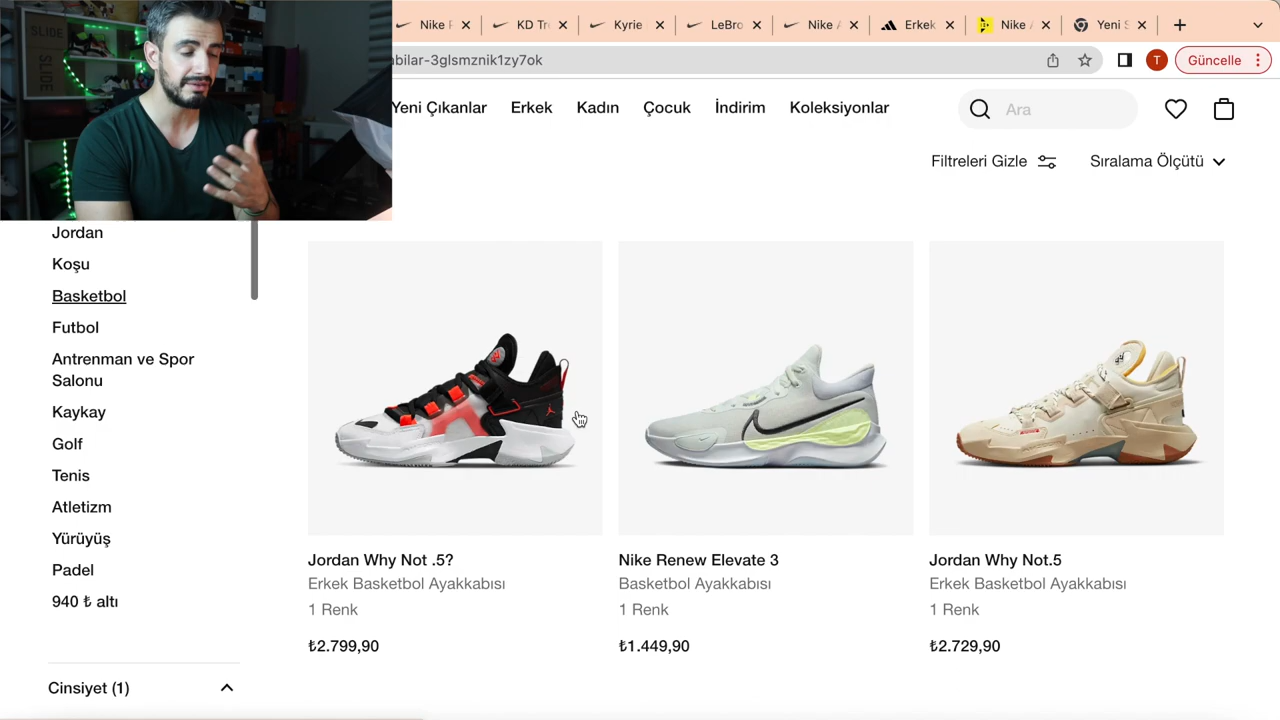 SLIDE
Nike
KD Tr
Kyrie
LeBro
Nike
Erkek
Nike
Yeni
abilar-3glsmznik1zy7ok
T
Güncelle
Yeni Çıkanlar
Erkek
Kadın
Çocuk
İndirim
Koleksiyonlar
Ara
Filtreleri Gizle
Sıralama Ölçütü
Jordan
Koşu
Basketbol
Futbol
Antrenman ve Spor
Salonu
Kaykay
Golf
Tenis
Atletizm
Yürüyüş
Padel
940 ₺ altı
Cinsiyet (1)
Jordan Why Not .5?
Erkek Basketbol Ayakkabısı
1 Renk
₺2.799,90
Nike Renew Elevate 3
Basketbol Ayakkabısı
1 Renk
₺1.449,90
Jordan Why Not.5
Erkek Basketbol Ayakkabısı
1 Renk
₺2.729,90